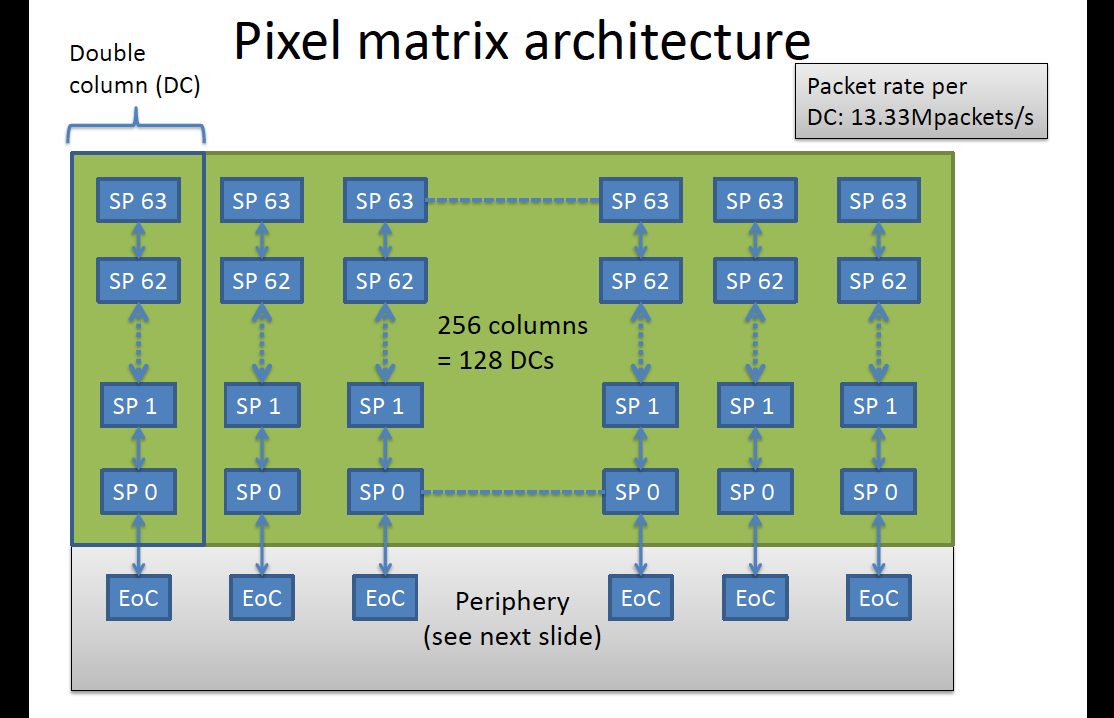 Pixel matrix architecture
Double
column (DC)
Packet rate per
DC: 13.33Mpackets/s
SP 63 SP 63 SP 63 SP 63 SP 63 SP 63
SP 62 SP 62 SP 62 SP 62 SP 62 SP 62
256 columns
= 128 DCs
SP 1 SP 1 SP 1 SP 1 SP 1 SP 1
SP 0 SP 0 SP 0 SP 0 SP 0 SP 0
EoC EoC EoC EoC EoC EoC
Periphery
(see next slide)